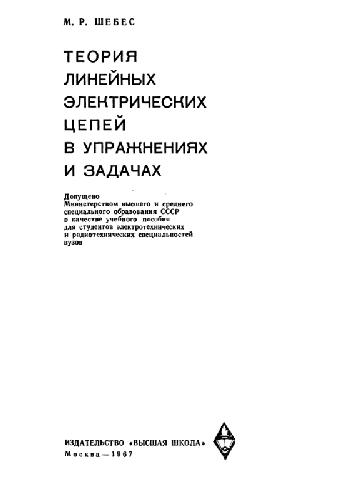 М. Р. ШЕБЕС
ТЕОРИЯ
ЛИНЕЙНЫХ
ЭЛЕКТРИЧЕСКИХ
ЦЕПЕЙ
В УПРАЖНЕНИЯХ
И ЗАДАЧАХ
Допущено
Министерством высшего и среднего
специального образования СССР
в качестве учебного пособия
для студентов электротехнических
и радиотехнических специальностей
вузов
ИЗДАТЕЛЬСТВО «ВЫСШАЯ ШКОЛА»
Москва—1967